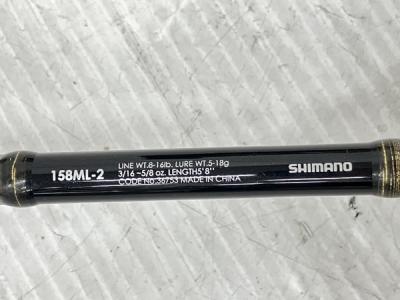 158ML-2
LINE WT.8-16lb. LURE WT.5-18g
3/16 ~5/8 oz. LENGTH5'8"
CODE No.36753 MADE IN CHINA
SHIMANO